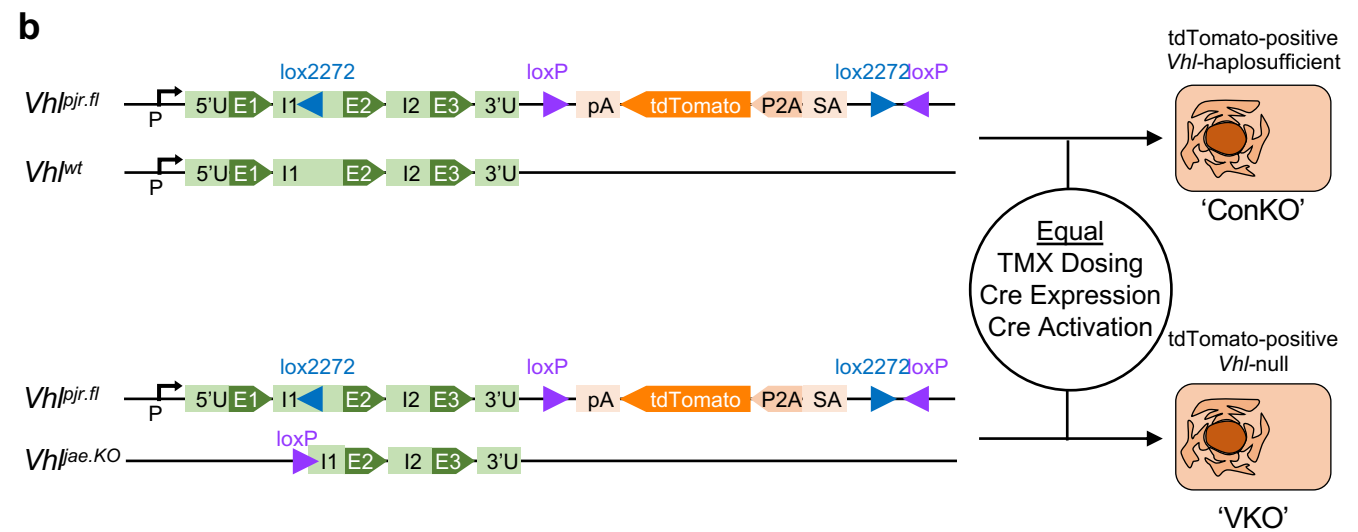 b
lox2272 loxP lox2272loxP
Vhlpjr.fl P 5'U E1 I1 E2 I2 E3 3'U pA tdTomato P2A SA
Vhlwt P 5'U E1 I1 E2 I2 E3 3'U
tdTomato-positive
Vhl-haplosufficient
'ConKO'
Equal
TMX Dosing
Cre Expression
Cre Activation
lox2272 loxP lox2272loxP
Vhlpjr.fl P 5'U E1 I1 E2 I2 E3 3'U pA tdTomato P2A SA
loxP
Vhljae.KO I1 E2 I2 E3 3'U
tdTomato-positive
Vhl-null
'VKO'